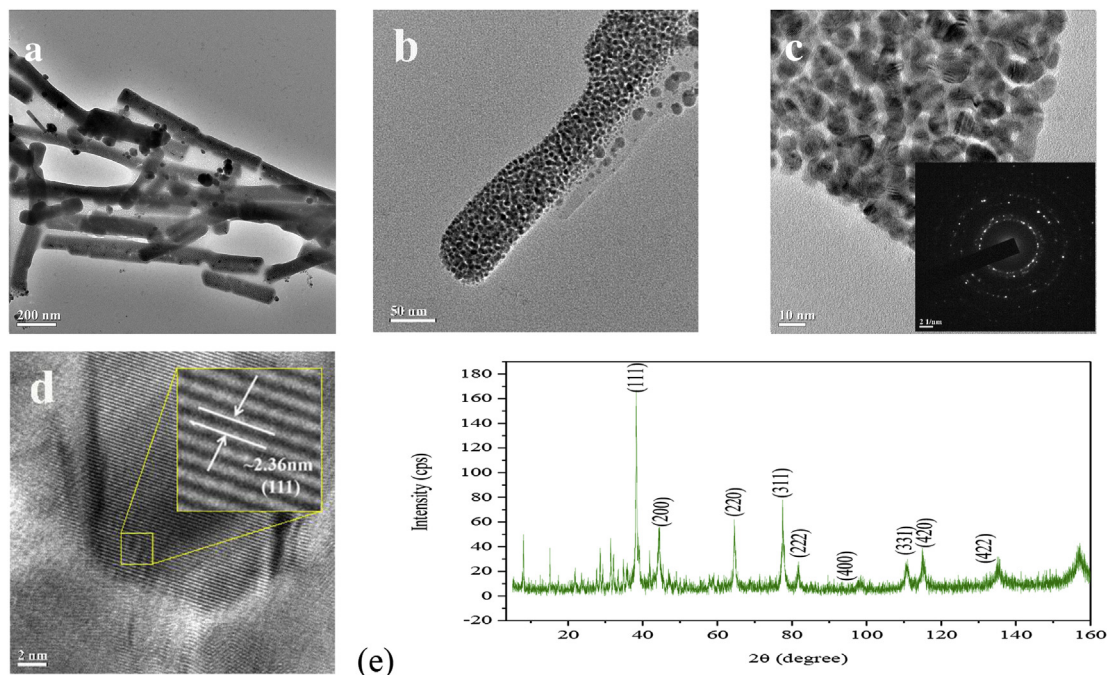 a
200 nm
b
50 nm
c
10 nm
2 1/nm
d
~2.36nm
(111)
2 nm
(e)
Intensity (cps)
180
160
140
120
100
80
60
40
20
0
-20
(111)
(200)
(220)
(311)
(222)
(400)
(331)
(420)
(422)
20
40
60
80
100
120
140
160
2θ (degree)